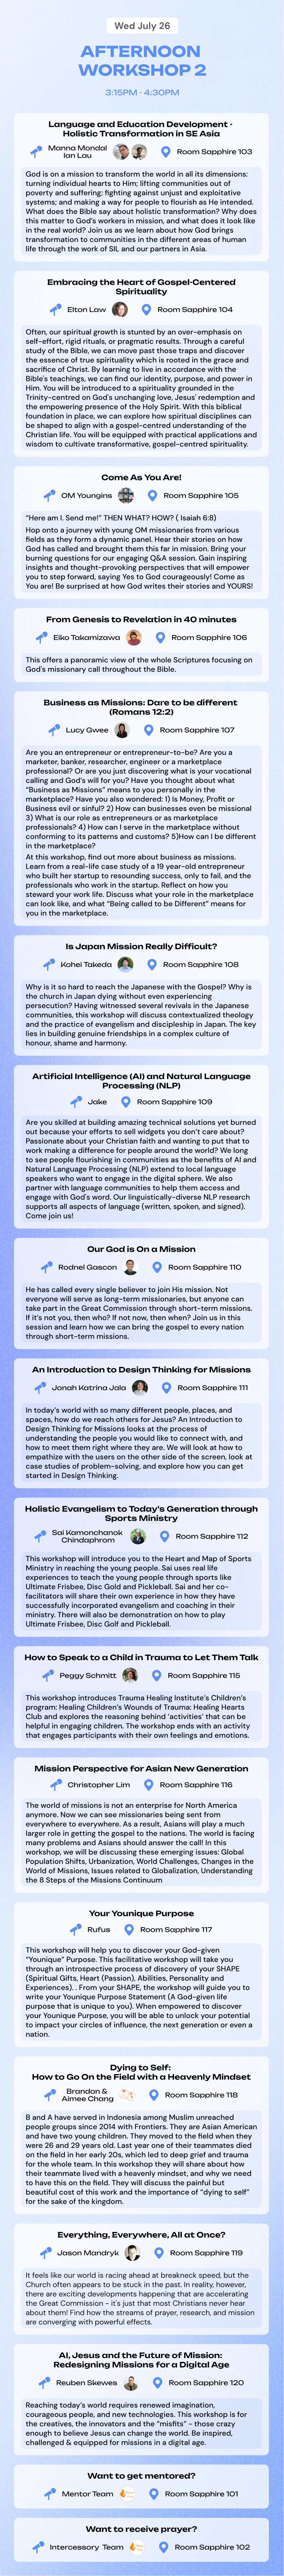 Wed July 26
AFTERNOON
WORKSHOP 2
3:15PM - 4:30PM
Language and Education Development -
Holistic Transformation in SE Asia
Manna Mondal
Ian Lau
Room Sapphire 103
God is on a mission to transform the world in all its dimensions:
turning individual hearts to Him; lifting communities out of
poverty and suffering; fighting against unjust and exploitative
systems; and making a way for people to flourish as He intended.
What does the Bible say about holistic transformation? Why does
this matter to God's workers in mission, and what does it look like
in the real world? Join us as we learn about how God brings
transformation to communities in the different areas of human
life through the work of SIL and our partners in Asia.
Embracing the Heart of Gospel-Centered
Spirituality
Elton Law
Room Sapphire 104
Often, our spiritual growth is stunted by an over-emphasis on
self-effort, rigid rituals, or pragmatic results. Through a careful
study of the Bible, we can move past those traps and discover
the essence of true spirituality which is rooted in the grace and
sacrifice of Christ. By learning to live in accordance with the
Bible's teachings, we can find our identity, purpose, and power in
Him. You will be introduced to a spirituality grounded in the
Trinity-centred on God's unchanging love, Jesus' redemption and
the empowering presence of the Holy Spirit. With this biblical
foundation in place, we can explore how spiritual disciplines can
be shaped to align with a gospel-centred understanding of the
Christian life. You will be equipped with practical applications and
wisdom to cultivate transformative, gospel-centred spirituality.
Come As You Are!
OM Youngins
Room Sapphire 105
"Here am I. Send me!" THEN WHAT? HOW? ( Isaiah 6:8)
Hop onto a journey with young OM missionaries from various
fields as they form a dynamic panel. Hear their stories on how
God has called and brought them this far in mission. Bring your
burning questions for an engaging Q&A session. Gain inspiring
insights and thought-provoking perspectives that will empower
you to step forward, saying Yes to God courageously! Come as
You are! Be surprised at how God writes their stories and YOURS!
From Genesis to Revelation in 40 minutes
Eiko Takamizawa
Room Sapphire 106
This offers a panoramic view of the whole Scriptures focusing on
God's missionary call throughout the Bible.
Business as Missions: Dare to be different
(Romans 12:2)
Lucy Gwee
Room Sapphire 107
Are you an entrepreneur or entrepreneur-to-be? Are you a
marketer, banker, researcher, engineer or a marketplace
professional? Or are you just discovering what is your vocational
calling and God's will for you? Have you thought about what
"Business as Missions" means to you personally in the
marketplace? Have you also wondered: 1) Is Money, Profit or
Business evil or sinful? 2) How can businesses even be missional
3) What is our role as entrepreneurs or as marketplace
professionals? 4) How can I serve in the marketplace without
conforming to its patterns and customs? 5)How can I be different
in the marketplace?
At this workshop, find out more about business as missions.
Learn from a real-life case study of a 19 year-old entrepreneur
who built her startup to resounding success, only to fail, and the
professionals who work in the startup. Reflect on how you
steward your work life. Discuss what your role in the marketplace
can look like, and what "Being called to be Different" means for
you in the marketplace.
Is Japan Mission Really Difficult?
Kohei Takeda
Room Sapphire 108
Why is it so hard to reach the Japanese with the Gospel? Why is
the church in Japan dying without even experiencing
persecution? Having witnessed several revivals in the Japanese
communities, this workshop will discuss contextualized theology
and the practice of evangelism and discipleship in Japan. The key
lies in building genuine friendships in a complex culture of
honour, shame and harmony.
Artificial Intelligence (AI) and Natural Language
Processing (NLP)
Jake
Room Sapphire 109
Are you skilled at building amazing technical solutions yet burned
out because your efforts to sell widgets you don't care about?
Passionate about your Christian faith and wanting to put that to
work making a difference for people around the world? We long
to see people flourishing in communities as the benefits of AI and
Natural Language Processing (NLP) extend to local language
speakers who want to engage in the digital sphere. We also
partner with language communities to help them access and
engage with God's word. Our linguistically-diverse NLP research
supports all aspects of language (written, spoken, and signed).
Come join us!
Our God is On a Mission
Rodnel Gascon
Room Sapphire 110
He has called every single believer to join His mission. Not
everyone will serve as long-term missionaries, but anyone can
take part in the Great Commission through short-term missions.
If it's not you, then who? If not now, then when? Join us in this
session and learn how we can bring the gospel to every nation
through short-term missions.
An Introduction to Design Thinking for Missions
Jonah Katrina Jala
Room Sapphire 111
In today's world with so many different people, places, and
spaces, how do we reach others for Jesus? An Introduction to
Design Thinking for Missions looks at the process of
understanding the people you would like to connect with, and
how to meet them right where they are. We will look at how to
empathize with the users on the other side of the screen, look at
case studies of problem-solving, and explore how you can get
started in Design Thinking.
Holistic Evangelism to Today's Generation through
Sports Ministry
Sai Kamonchanok
Chindaphrom
Room Sapphire 112
This workshop will introduce you to the Heart and Map of Sports
Ministry in reaching the young people. Sai uses real life
experiences to teach the young people through sports like
Ultimate Frisbee, Disc Gold and Pickleball. Sai and her co-
facilitators will share their own experience in how they have
successfully incorporated evangelism and coaching in their
ministry. There will also be demonstration on how to play
Ultimate Frisbee, Disc Golf and Pickleball.
How to Speak to a Child in Trauma to Let Them Talk
Peggy Schmitt
Room Sapphire 115
This workshop introduces Trauma Healing Institute's Children's
program: Healing Children's Wounds of Trauma: Healing Hearts
Club and explores the reasoning behind 'activities' that can be
helpful in engaging children. The workshop ends with an activity
that engages participants with their own feelings and emotions.
Mission Perspective for Asian New Generation
Christopher Lim
Room Sapphire 116
The world of missions is not an enterprise for North America
anymore. Now we can see missionaries being sent from
everywhere to everywhere. As a result, Asians will play a much
larger role in getting the gospel to the nations. The world is facing
many problems and Asians should answer the call! In this
workshop, we will be discussing these emerging issues: Global
Population Shifts, Urbanization, World Challenges, Changes in the
World of Missions, Issues related to Globalization, Understanding
the 8 Steps of the Missions Continuum
Your Younique Purpose
Rufus
Room Sapphire 117
This workshop will help you to discover your God-given
"Younique" Purpose. This facilitative workshop will take you
through an introspective process of discovery of your SHAPE
(Spiritual Gifts, Heart (Passion), Abilities, Personality and
Experiences). . From your SHAPE, the workshop will guide you to
write your Younique Purpose Statement (A God-given life
purpose that is unique to you). When empowered to discover
your Younique Purpose, you will be able to unlock your potential
to impact your circles of influence, the next generation or even a
nation.
Dying to Self:
How to Go On the Field with a Heavenly Mindset
Brandon &
Aimee Chang
Room Sapphire 118
B and A have served in Indonesia among Muslim unreached
people groups since 2014 with Frontiers. They are Asian American
and have two young children. They moved to the field when they
were 26 and 29 years old. Last year one of their teammates died
on the field in her early 20s, which led to deep grief and trauma
for the whole team. In this workshop they will share about how
their teammate lived with a heavenly mindset, and why we need
to have this on the field. They will discuss the painful but
beautiful cost of this work and the importance of "dying to self"
for the sake of the kingdom.
Everything, Everywhere, All at Once?
Jason Mandryk
Room Sapphire 119
It feels like our world is racing ahead at breakneck speed, but the
Church often appears to be stuck in the past. In reality, however,
there are exciting developments happening that are accelerating
the Great Commission - it's just that most Christians never hear
about them! Find how the streams of prayer, research, and mission
are converging with powerful effects.
AI, Jesus and the Future of Mission:
Redesigning Missions for a Digital Age
Reuben Skewes
Room Sapphire 120
Reaching today's world requires renewed imagination,
courageous people, and new technologies. This workshop is for
the creatives, the innovators and the "misfits" - those crazy
enough to believe Jesus can change the world. Be inspired,
challenged & equipped for missions in a digital age.
Want to get mentored?
Mentor Team
Room Sapphire 101
Want to receive prayer?
Intercessory Team
Room Sapphire 102